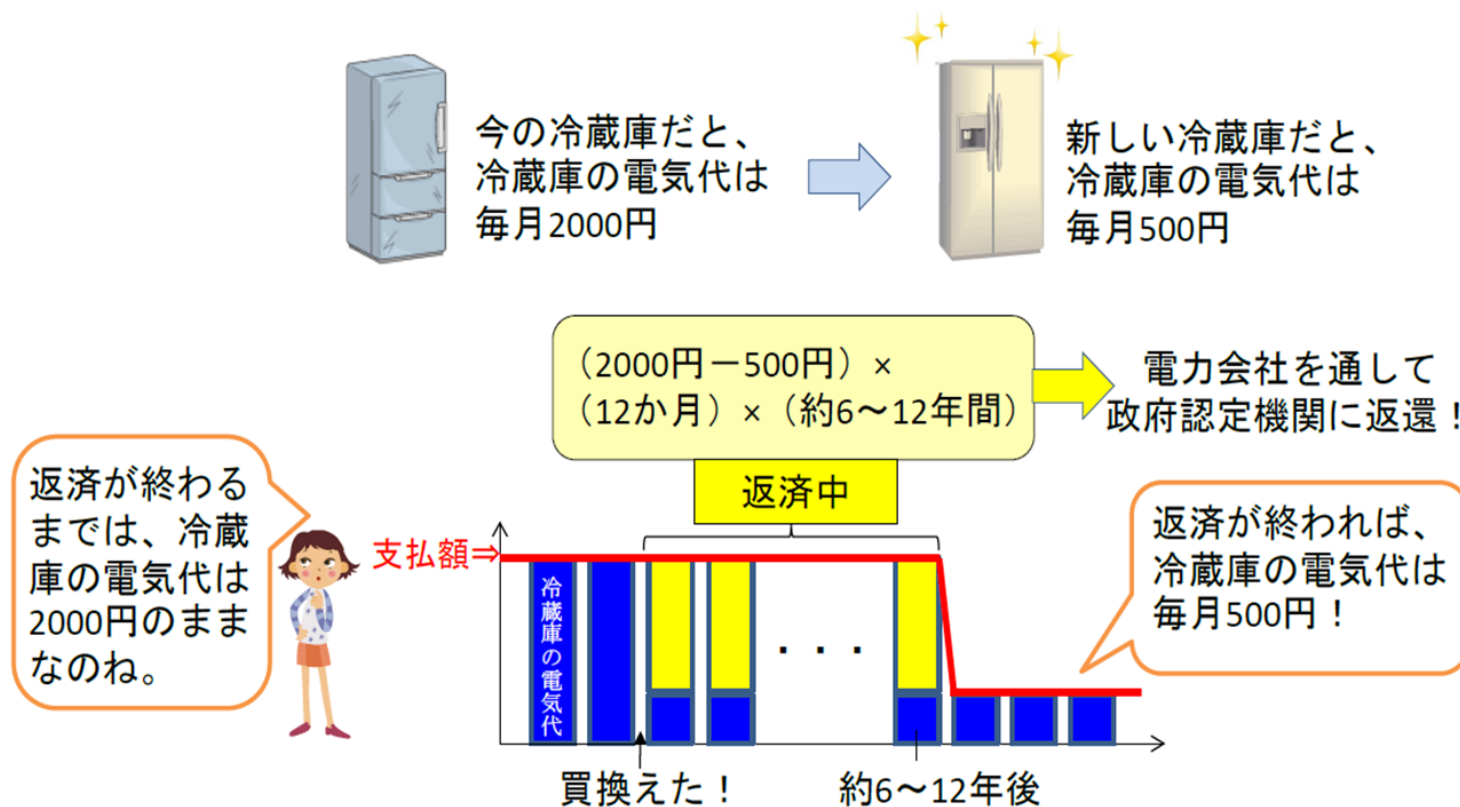 今の冷蔵庫だと、
冷蔵庫の電気代は
毎月2000円
新しい冷蔵庫だと、
冷蔵庫の電気代は
毎月500円
（2000円－500円）×
（12か月）×（約6～12年間）
電力会社を通して
政府認定機関に返還！
返済中
返済が終わる
までは、冷蔵
庫の電気代は
2000円のまま
なのね。
支払額⇒
冷蔵庫の電気代
・・・
返済が終われば、
冷蔵庫の電気代は
毎月500円！
買換えた！
約6～12年後